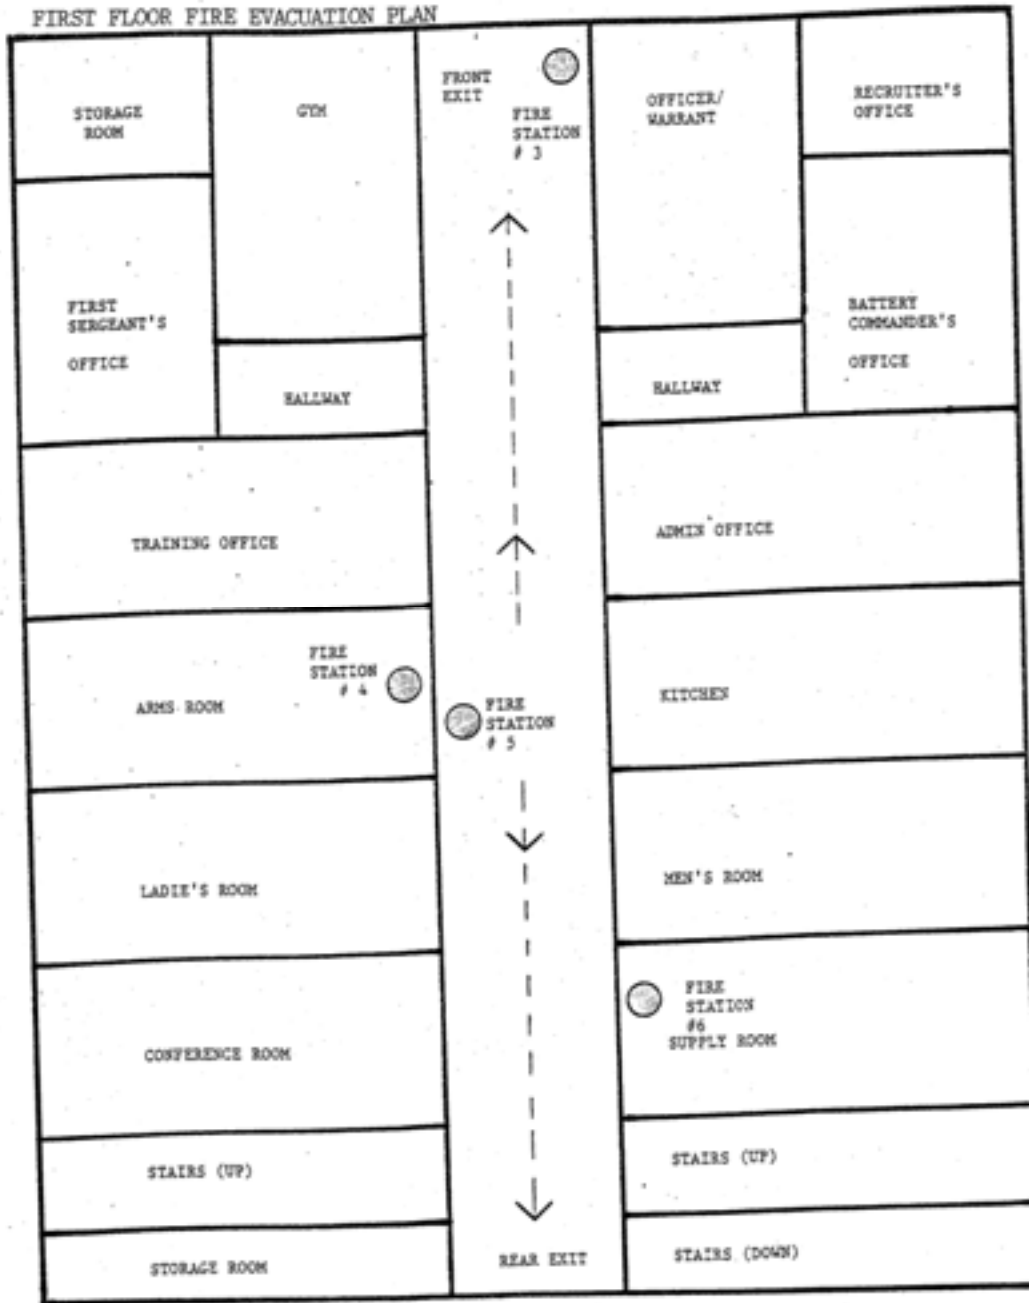 FIRST FLOOR FIRE EVACUATION PLAN
STORAGE
ROOM
GYM
FRONT
EXIT
FIRE
STATION
# 3
OFFICER/
WARRANT
RECRUITER'S
OFFICE
FIRST
SERGEANT'S
OFFICE
HALLWAY
HALLWAY
BATTERY
COMMANDER'S
OFFICE
TRAINING OFFICE
ADMIN OFFICE
ARMS ROOM
FIRE
STATION
# 4
FIRE
STATION
# 5
KITCHEN
LADIE'S ROOM
MEN'S ROOM
CONFERENCE ROOM
FIRE
STATION
#6
SUPPLY ROOM
STAIRS (UP)
STAIRS (UP)
STORAGE ROOM
REAR EXIT
STAIRS (DOWN)